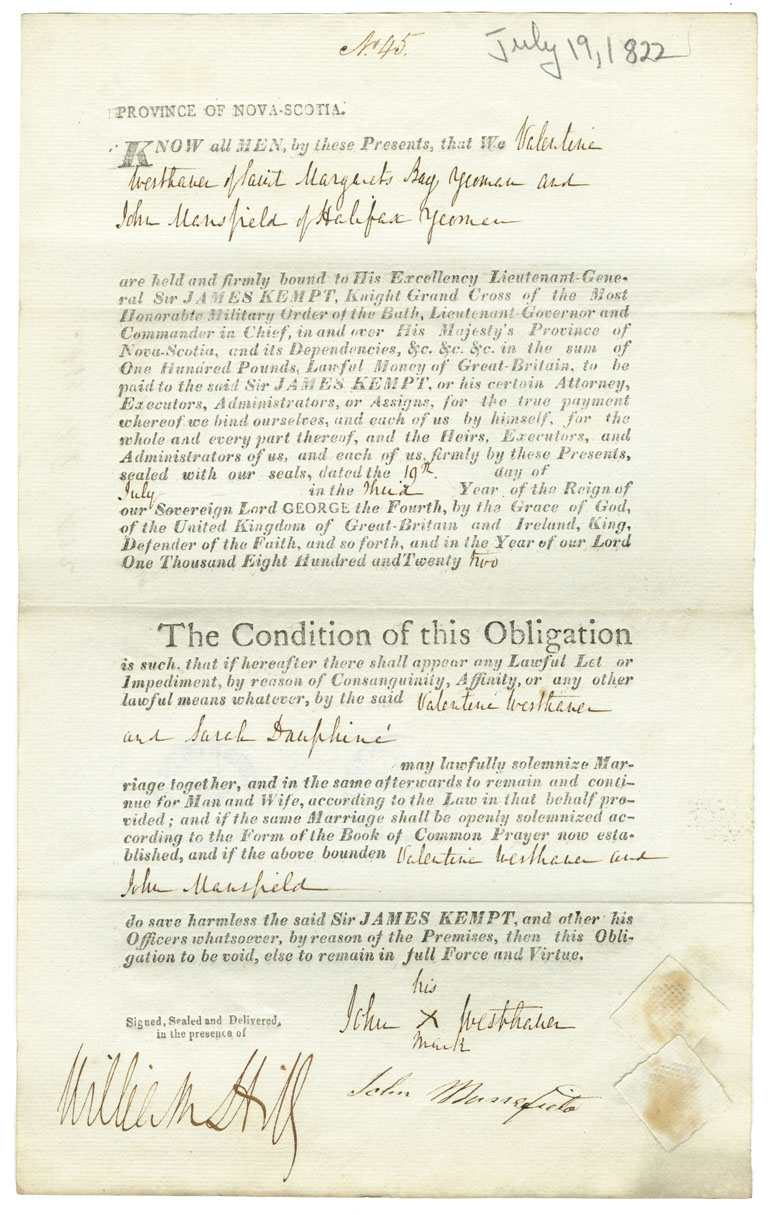 No 45.
July 19, 1822
PROVINCE OF NOVA-SCOTIA.
KNOW all MEN, by these Presents, that We Valentine
Westhaver of Saint Margarets Bay Yeoman and
John Mansfield of Halifax Yeoman
are held and firmly bound to His Excellency Lieutenant-Gene-
ral Sir JAMES KEMPT, Knight Grand Cross of the Most
Honorable Military Order of the Bath, Lieutenant-Governor and
Commander in Chief, in and over His Majesty's Province of
Nova-Scotia, and its Dependencies, &c. &c. &c. in the sum of
One Hundred Pounds, Lawful Money of Great-Britain, to be
paid to the said Sir JAMES KEMPT, or his certain Attorney,
Executors, Administrators, or Assigns, for the true payment
whereof we bind ourselves, and each of us by himself, for the
whole and every part thereof, and the Heirs, Executors, and
Administrators of us, and each of us, firmly by these Presents,
sealed with our seals, dated the 19th. day of
July in the Third Year of the Reign of
our Sovereign Lord GEORGE the Fourth, by the Grace of God,
of the United Kingdom of Great-Britain and Ireland, King,
Defender of the Faith, and so forth, and in the Year of our Lord
One Thousand Eight Hundred and Twenty two
The Condition of this Obligation
is such, that if hereafter there shall appear any Lawful Let or
Impediment, by reason of Consanguinity, Affinity, or any other
lawful means whatever, by the said Valentine Westhaver
and Sarah Dauphiné
may lawfully solemnize Mar-
riage together, and in the same afterwards to remain and conti-
nue for Man and Wife, according to the Law in that behalf pro-
vided; and if the same Marriage shall be openly solemnized ac-
cording to the Form of the Book of Common Prayer now esta-
blished, and if the above bounden Valentine Westhaver and
John Mansfield
do save harmless the said Sir JAMES KEMPT, and other his
Officers whatsoever, by reason of the Premises, then this Obli-
gation to be void, else to remain in full Force and Virtue.
his
Signed, Sealed and Delivered,
in the presence of
John X Westhaver
Mark
William Hill
John Mansfield